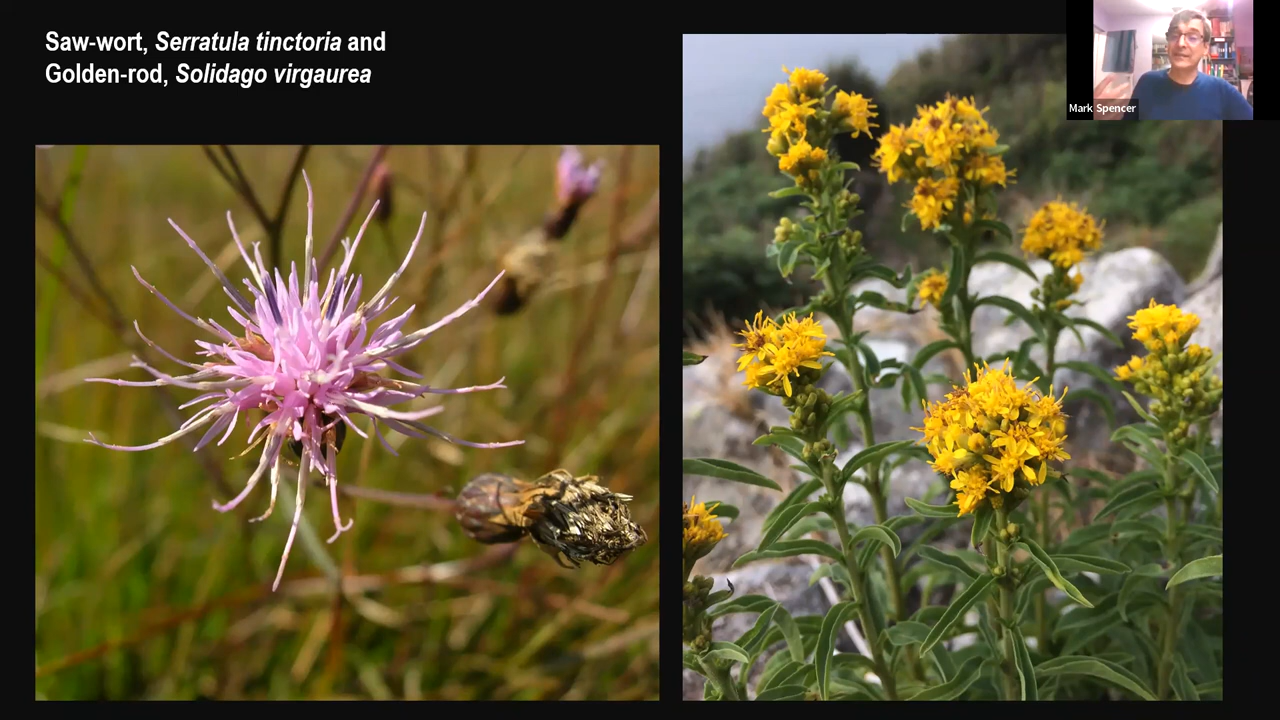 Saw-wort, Serratula tinctoria and
Golden-rod, Solidago virgaurea
Mark Spencer